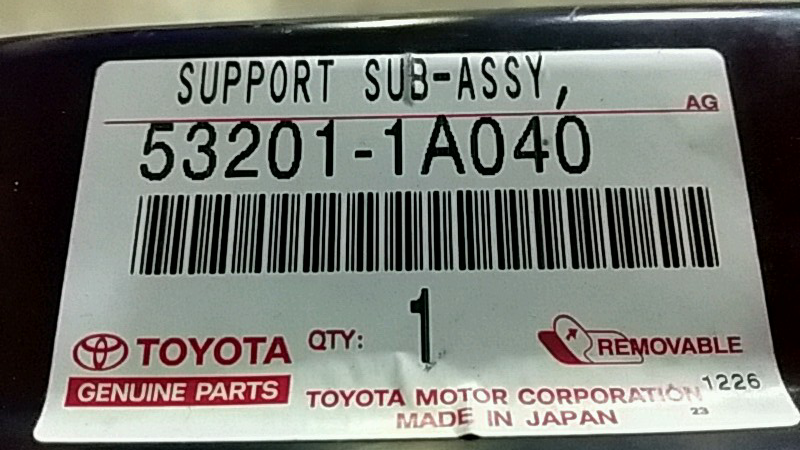 SUPPORT SUB-ASSY,
AG
53201-1A040
QTY: 1
TOYOTA
REMOVABLE
GENUINE PARTS
TOYOTA MOTOR CORPORATION 1226
MADE IN JAPAN 23